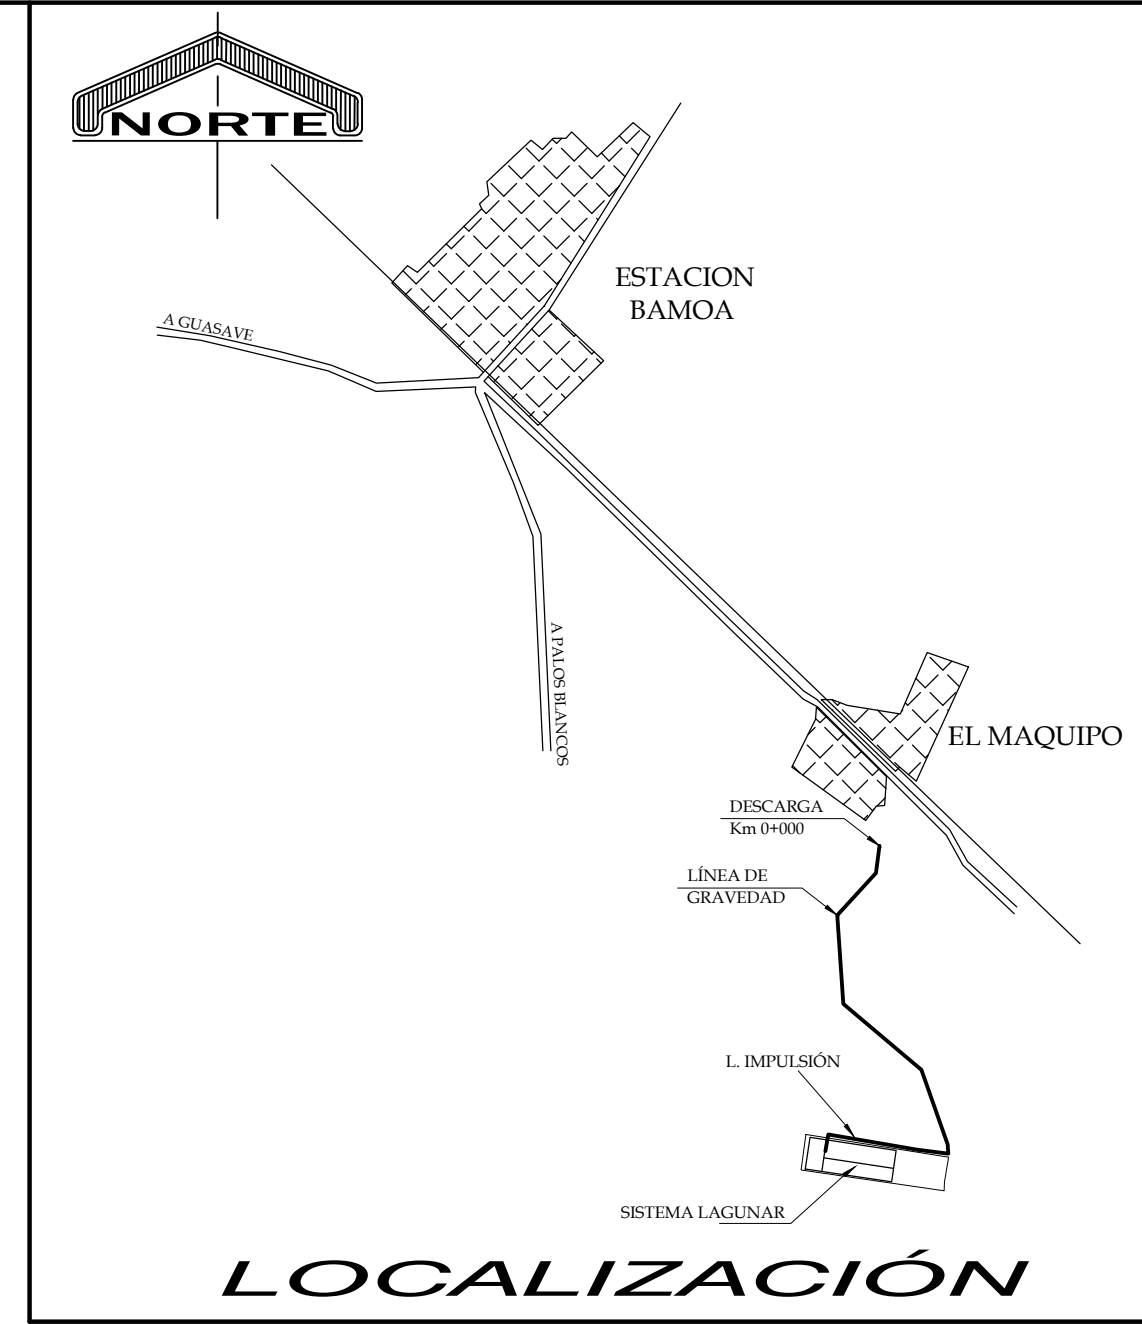 NORTE
ESTACION
BAMOA
A GUASAVE
A PALOS BLANCOS
EL MAQUIPO
DESCARGA
Km 0+000
LÍNEA DE
GRAVEDAD
L. IMPULSIÓN
SISTEMA LAGUNAR
LOCALIZACIÓN